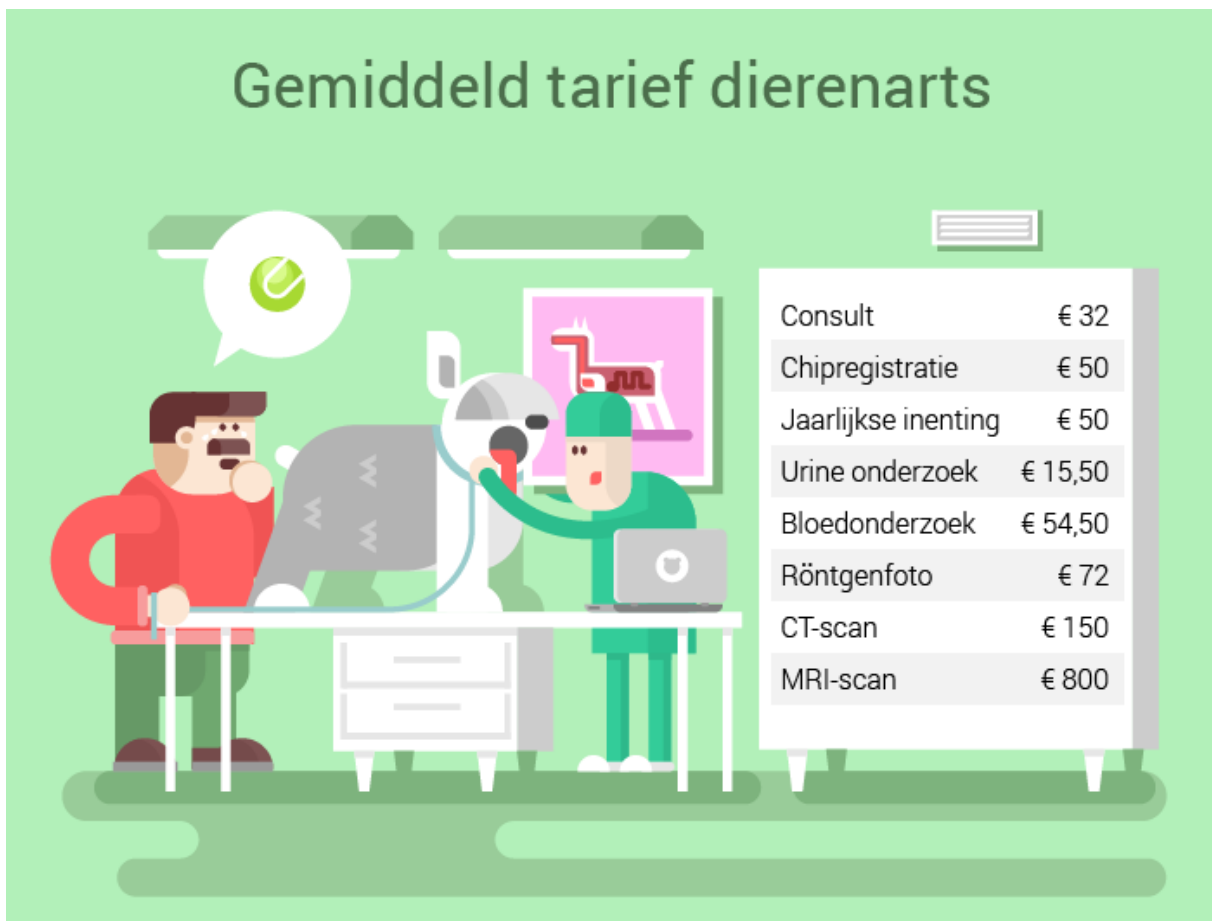 Gemiddeld tarief dierenarts
Consult € 32
Chipregistratie € 50
Jaarlijkse inenting € 50
Urine onderzoek € 15,50
Bloedonderzoek € 54,50
Röntgenfoto € 72
CT-scan € 150
MRI-scan € 800